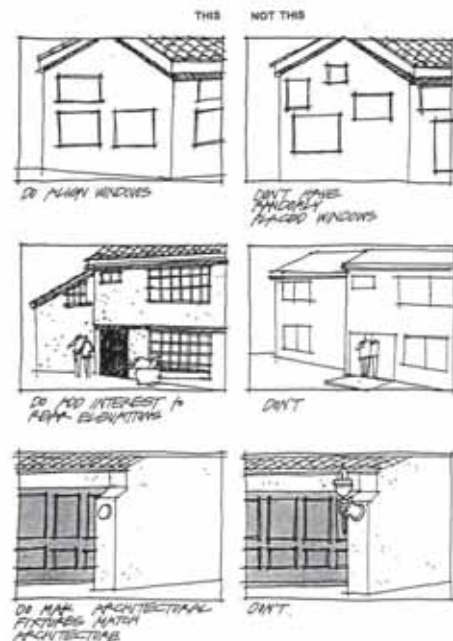 THIS NOT THIS
DO ALIGN WINDOWS
DON'T HAVE
RANDOMLY
PLACED WINDOWS
DO ADD INTEREST to
REAR ELEVATIONS
DON'T
DO MAK ARCHITECTURAL
FIXTURES MATCH
ARCHITECTURE
DON'T.